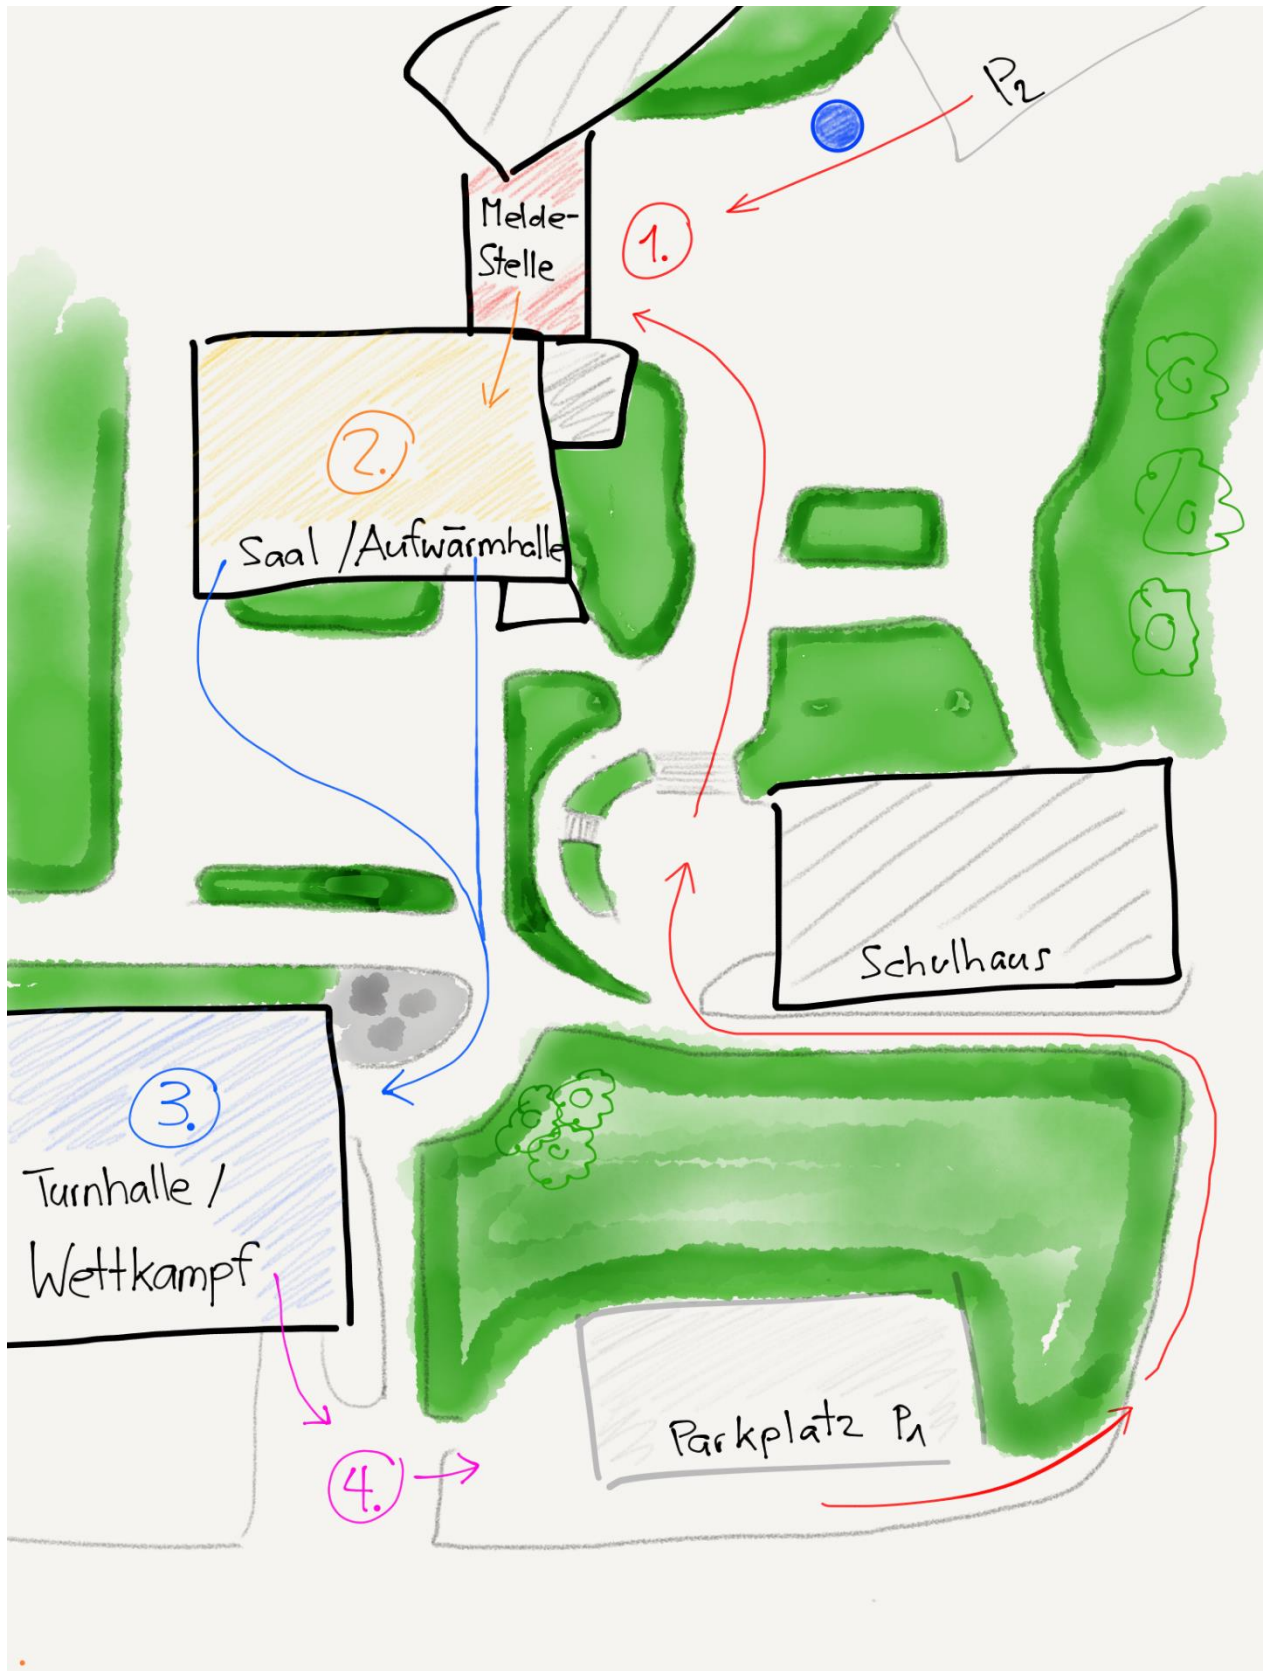 P2
Melde-
Stelle
1.
2.
Saal / Aufwärmhalle
Schulhaus
3.
Turnhalle /
Wettkampf
Parkplatz P1
4.